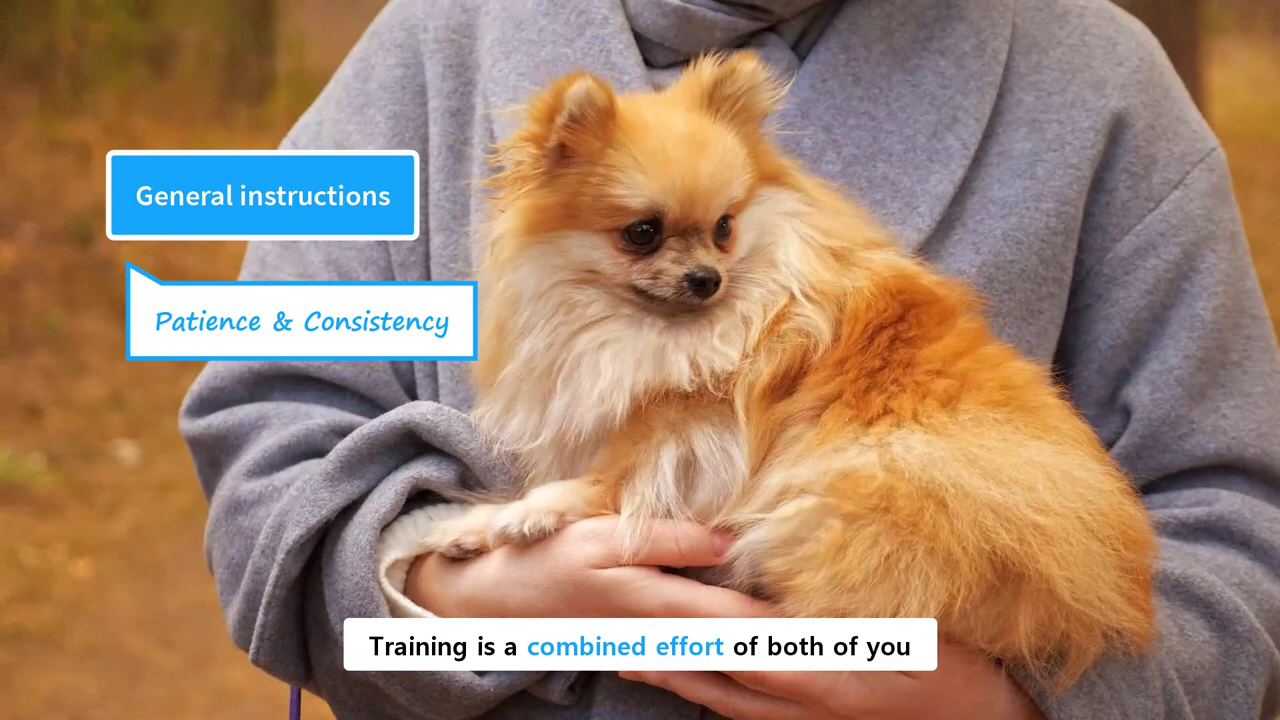 General instructions
Patience & Consistency
Training is a combined effort of both of you